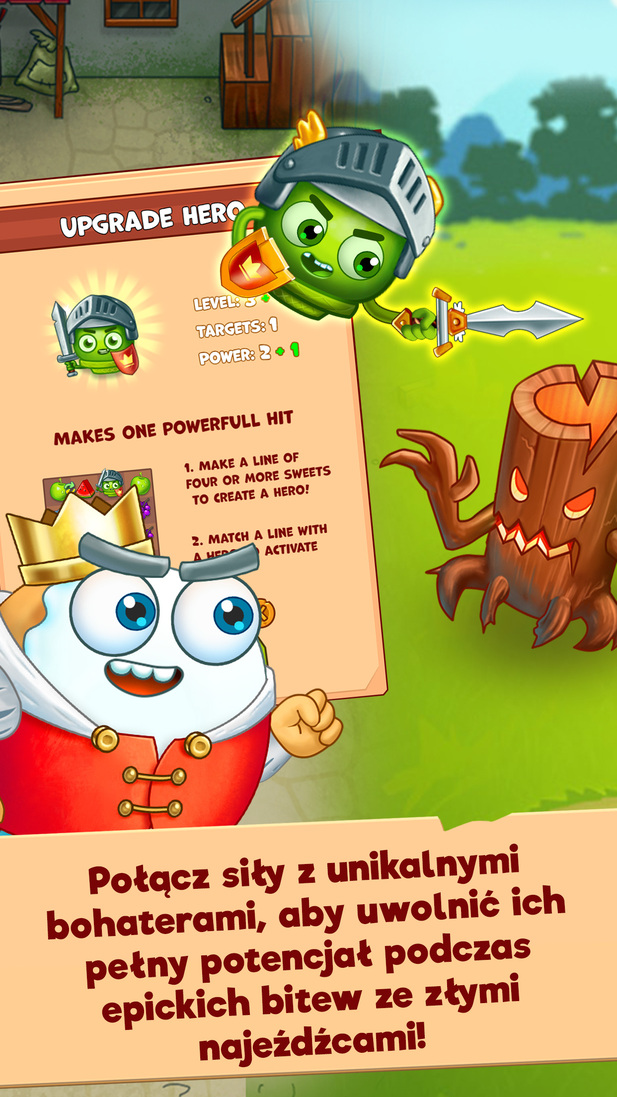 UPGRADE HERO
LEVEL: 3 +
TARGETS: 1
POWER: 2 + 1
MAKES ONE POWERFULL HIT
1. MAKE A LINE OF
FOUR OR MORE SWEETS
TO CREATE A HERO!
2. MATCH A LINE WITH
A ACTIVATE
Połącz siły z unikalnymi
bohaterami, aby uwolnić ich
pełny potencjał podczas
epickich bitew ze złymi
najeźdźcami!